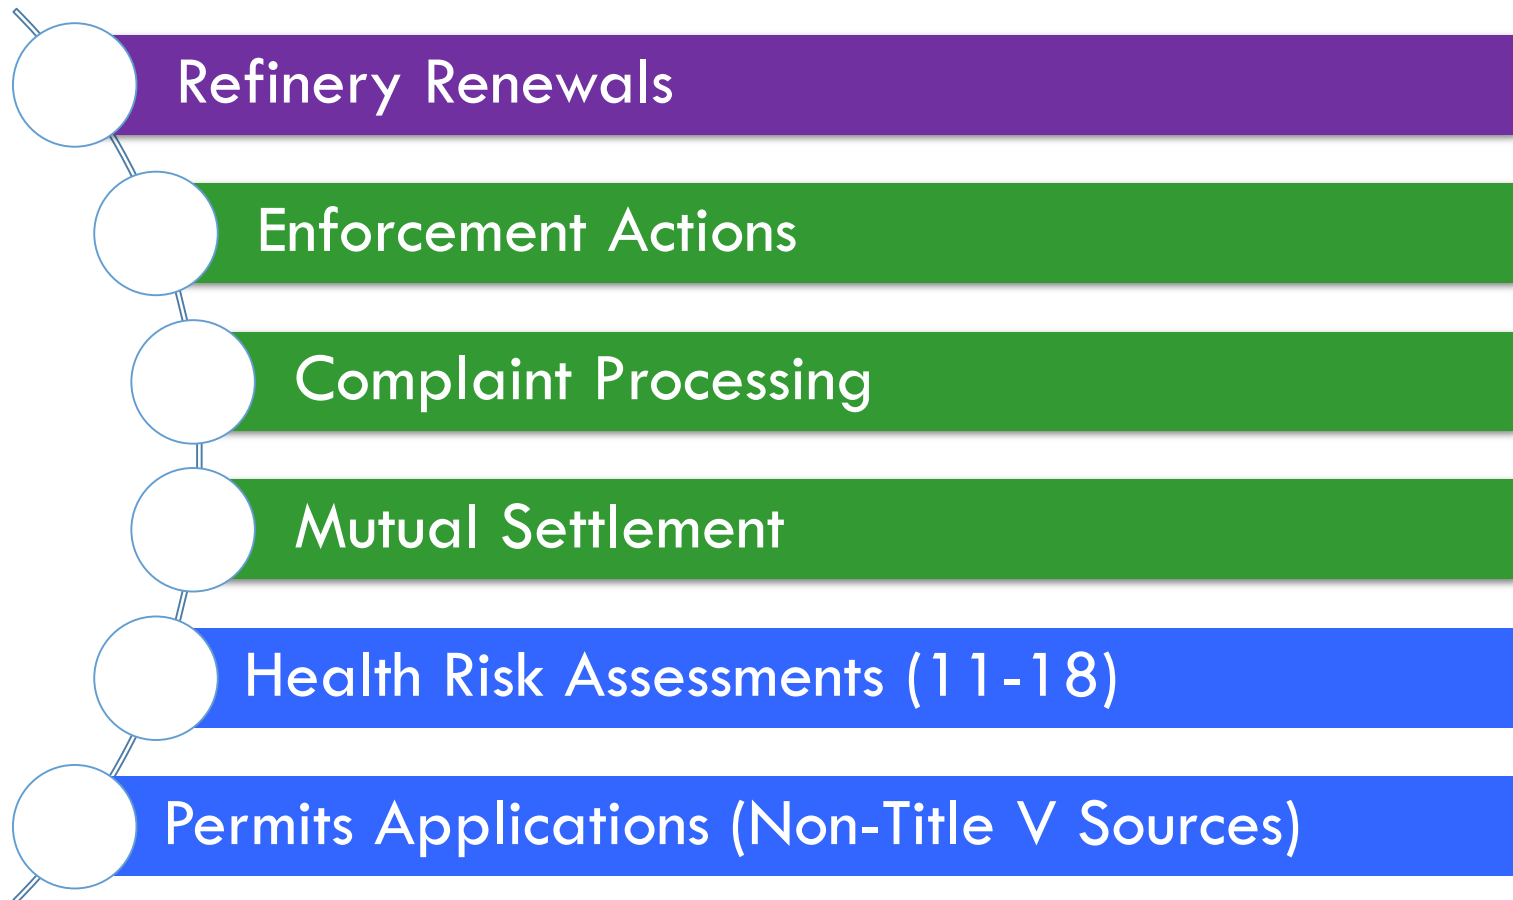 Refinery Renewals
Enforcement Actions
Complaint Processing
Mutual Settlement
Health Risk Assessments (11-18)
Permits Applications (Non-Title V Sources)